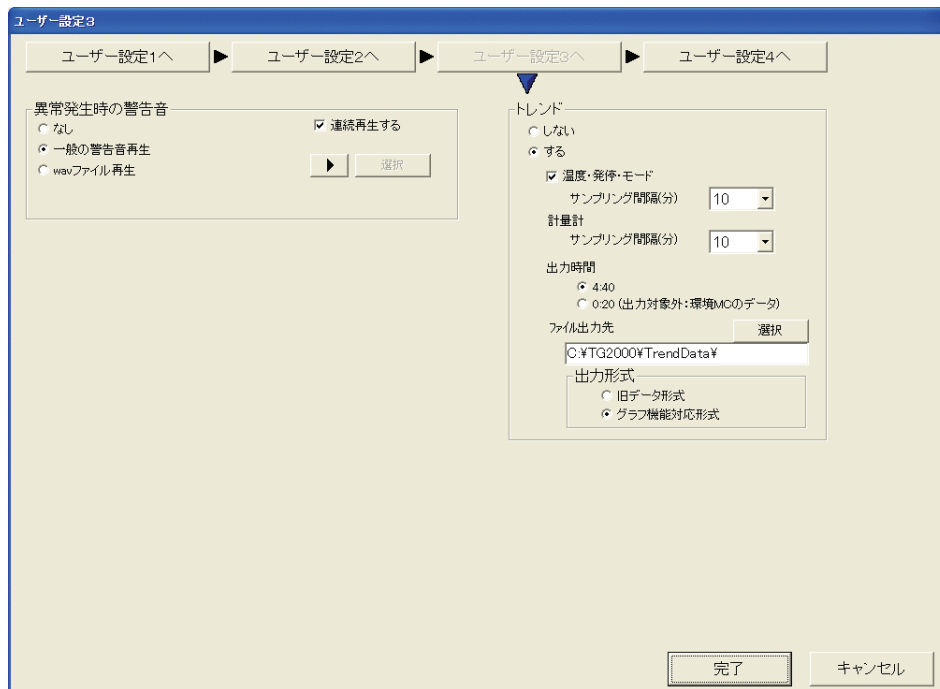 ユーザー設定3
ユーザー設定1へ
ユーザー設定2へ
ユーザー設定3へ
ユーザー設定4へ
異常発生時の警告音
なし
連続再生する
一般の警告音再生
wavファイル再生
選択
トレンド
しない
する
温度・発停・モード
サンプリング間隔(分)
10
計量計
サンプリング間隔(分)
10
出力時間
4:40
0:20 (出力対象外：環境MCのデータ)
ファイル出力先
選択
C:¥TG2000¥TrendData¥
出力形式
旧データ形式
グラフ機能対応形式
完了
キャンセル